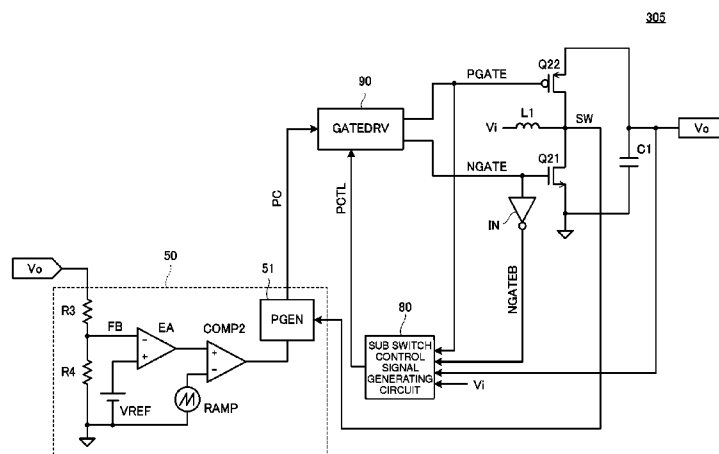 305
Q22
PGATE
90
GATEDRV
L1
Vi
SW
Vo
Q21
C1
NGATE
PC
PCTL
IN
NGATEB
50
Vo
51
80
R3
PGEN
FB
EA
COMP2
SUB SWITCH
CONTROL
SIGNAL
GENERATING
CIRCUIT
-
+
+
-
R4
VREF
RAMP
Vi